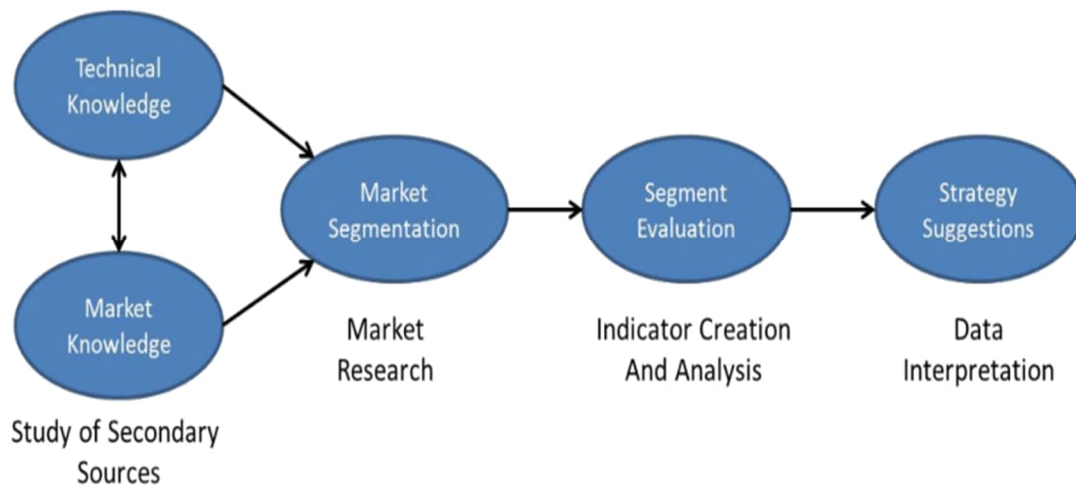 Technical
Knowledge
Market
Knowledge
Study of Secondary
Sources
Market
Segmentation
Market
Research
Segment
Evaluation
Indicator Creation
And Analysis
Strategy
Suggestions
Data
Interpretation